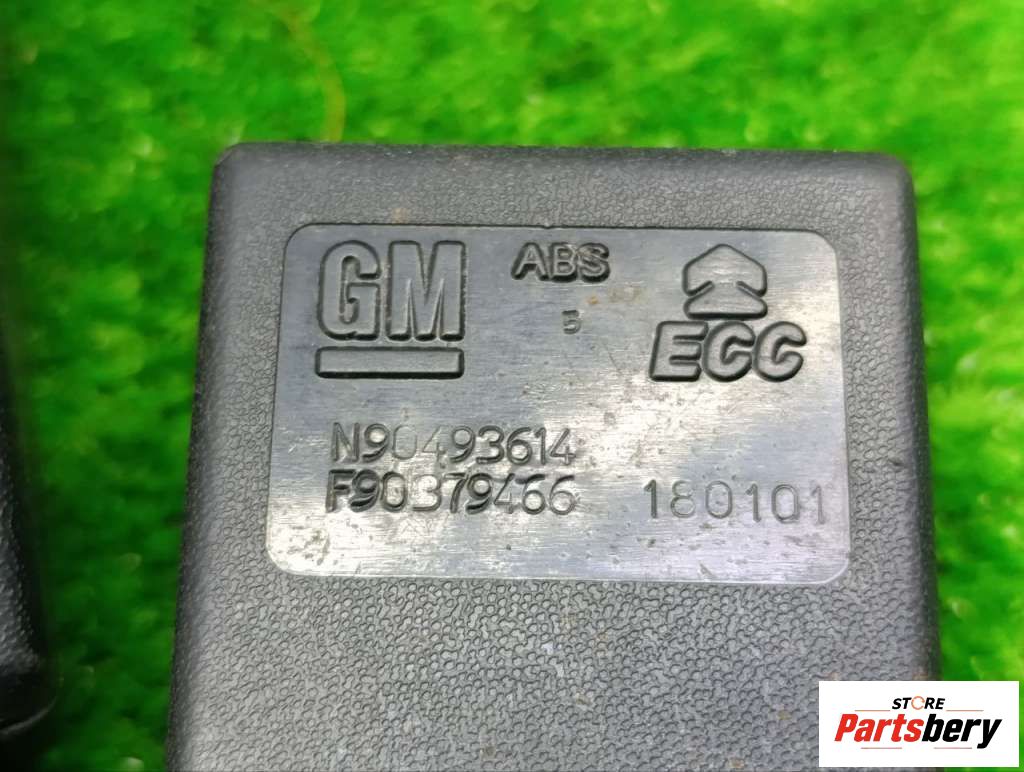 GM ABS
5
ECC
N90493614
F90379466 180101
STORE
Partsbery